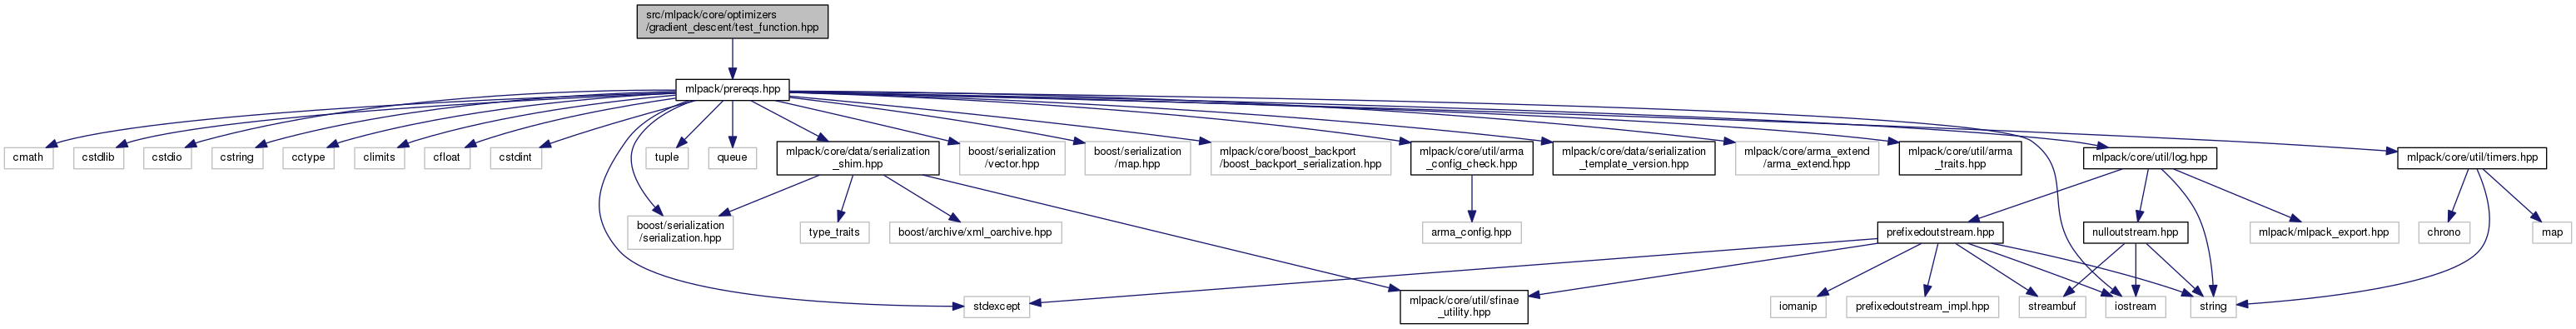 src/mlpack/core/optimizers
/gradient_descent/test_function.hpp
mlpack/prereqs.hpp
cmath
cstdlib
cstdio
cstring
cctype
climits
cfloat
cstdint
tuple
queue
mlpack/core/data/serialization
_shim.hpp
boost/serialization
/vector.hpp
boost/serialization
/map.hpp
mlpack/core/boost_backport
/boost_backport_serialization.hpp
mlpack/core/util/arma
_config_check.hpp
mlpack/core/data/serialization
_template_version.hpp
mlpack/core/arma_extend
/arma_extend.hpp
mlpack/core/util/arma
_traits.hpp
mlpack/core/util/log.hpp
mlpack/core/util/timers.hpp
boost/serialization
/serialization.hpp
type_traits
boost/archive/xml_oarchive.hpp
arma_config.hpp
prefixedoutstream.hpp
nulloutstream.hpp
mlpack/mlpack_export.hpp
chrono
map
stdexcept
mlpack/core/util/sfinae
_utility.hpp
iomanip
prefixedoutstream_impl.hpp
streambuf
iostream
string